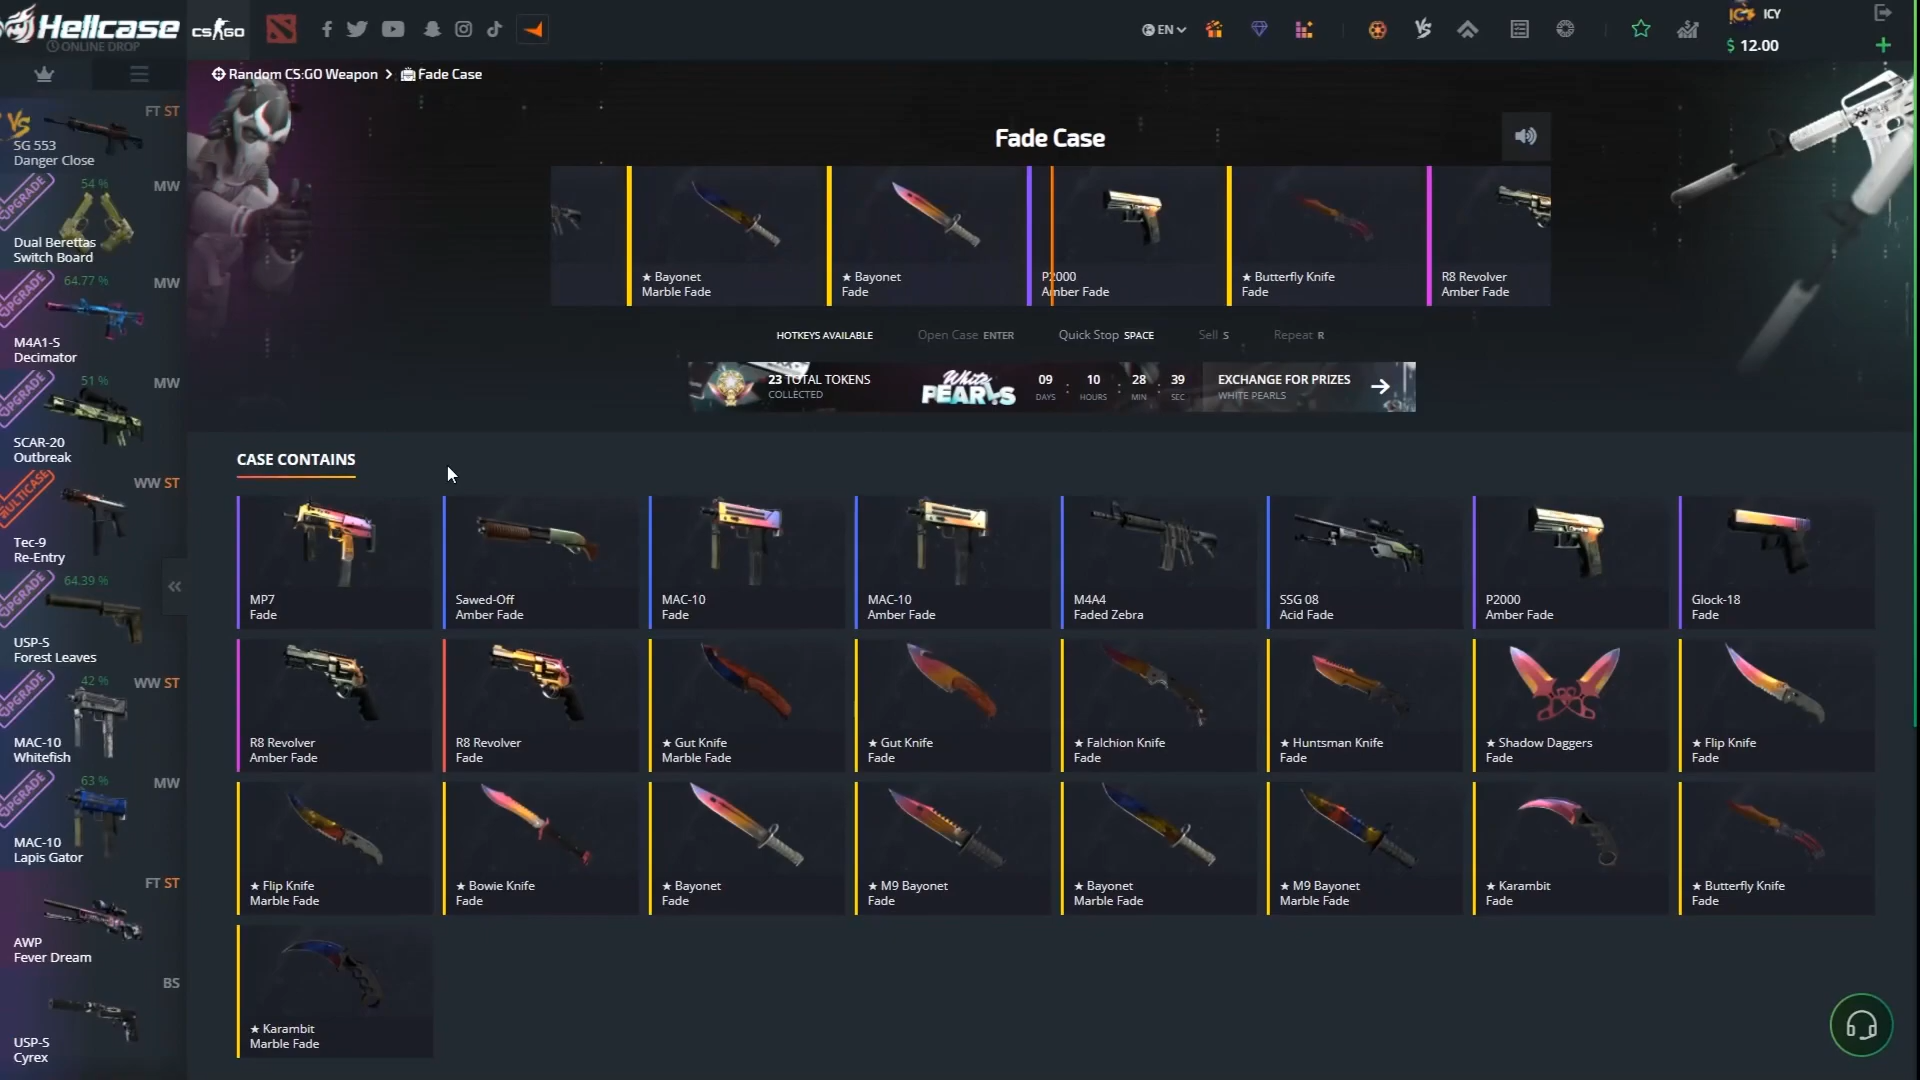 Hellcase
ONLINE DROP
CS:GO
EN
ICY
$ 12.00
Random CS:GO Weapon > Fade Case
FT ST
VS
SG 553
Danger Close
54 %
MW
UPGRADE
Dual Berettas
Switch Board
64.77 %
MW
UPGRADE
M4A1-S
Decimator
51 %
MW
UPGRADE
SCAR-20
Outbreak
WW ST
MULTICASE
Tec-9
Re-Entry
64.39 %
UPGRADE
USP-S
Forest Leaves
42 %
WW ST
UPGRADE
MAC-10
Whitefish
63 %
MW
UPGRADE
MAC-10
Lapis Gator
FT ST
AWP
Fever Dream
BS
USP-S
Cyrex
Fade Case
★ Bayonet
Marble Fade
★ Bayonet
Fade
P2000
Amber Fade
★ Butterfly Knife
Fade
R8 Revolver
Amber Fade
HOTKEYS AVAILABLE
Open Case ENTER
Quick Stop SPACE
Sell S
Repeat R
23 TOTAL TOKENS
COLLECTED
White
PEARLS
09 : 10 : 28 : 39
DAYS HOURS MIN SEC
EXCHANGE FOR PRIZES
WHITE PEARLS
CASE CONTAINS
MP7
Fade
Sawed-Off
Amber Fade
MAC-10
Fade
MAC-10
Amber Fade
M4A4
Faded Zebra
SSG 08
Acid Fade
P2000
Amber Fade
Glock-18
Fade
R8 Revolver
Amber Fade
R8 Revolver
Fade
★ Gut Knife
Marble Fade
★ Gut Knife
Fade
★ Falchion Knife
Fade
★ Huntsman Knife
Fade
★ Shadow Daggers
Fade
★ Flip Knife
Fade
★ Flip Knife
Marble Fade
★ Bowie Knife
Fade
★ Bayonet
Fade
★ M9 Bayonet
Fade
★ Bayonet
Marble Fade
★ M9 Bayonet
Marble Fade
★ Karambit
Fade
★ Butterfly Knife
Fade
★ Karambit
Marble Fade